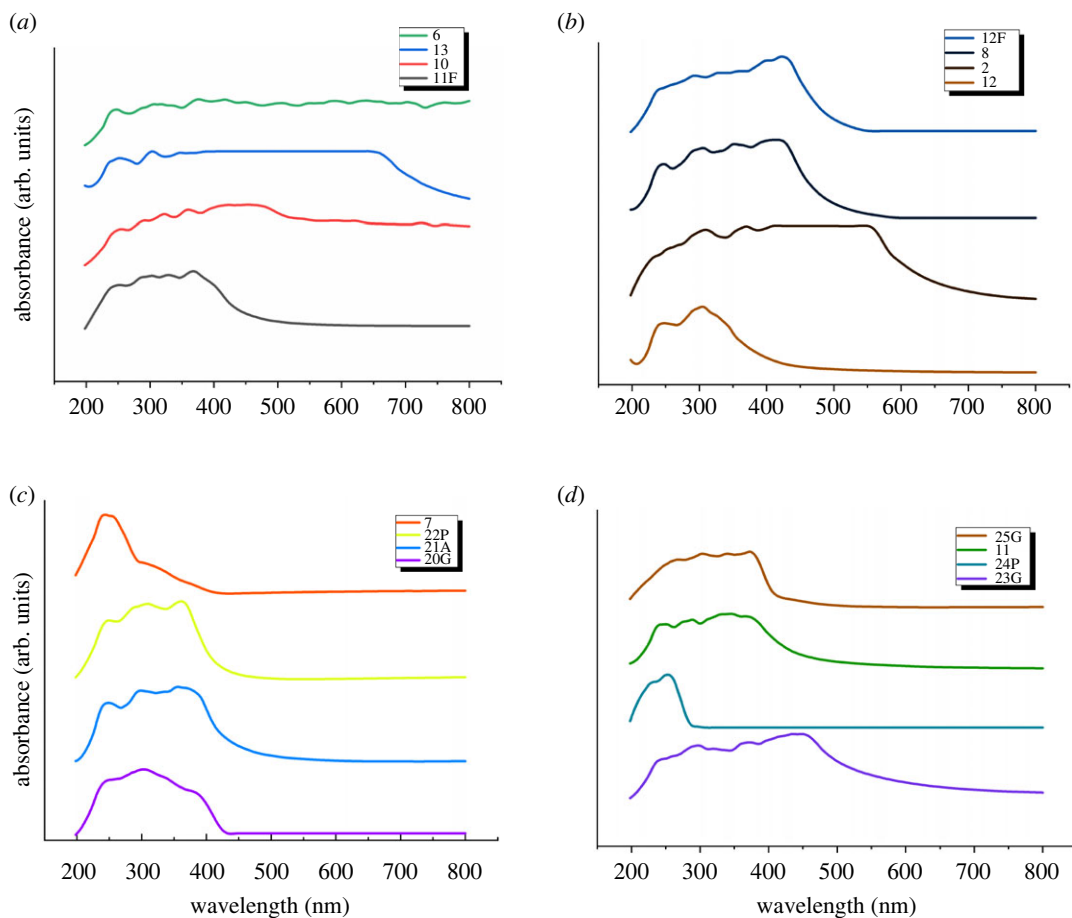 (a)
6
13
10
11F
absorbance (arb. units)
200 300 400 500 600 700 800
(b)
12F
8
2
12
200 300 400 500 600 700 800
(c)
7
22P
21A
20G
absorbance (arb. units)
200 300 400 500 600 700 800
wavelength (nm)
(d)
25G
11
24P
23G
200 300 400 500 600 700 800
wavelength (nm)